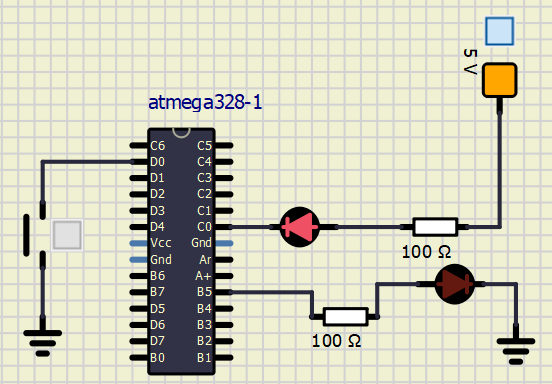 5 V
atmega328-1
C6 C5
D0 C4
D1 C3
D2 C2
D3 C1
D4 C0
Vcc Gnd
Gnd Ar
B6 A+
B7 B5
D5 B4
D6 B3
D7 B2
B0 B1
100 Ω
100 Ω